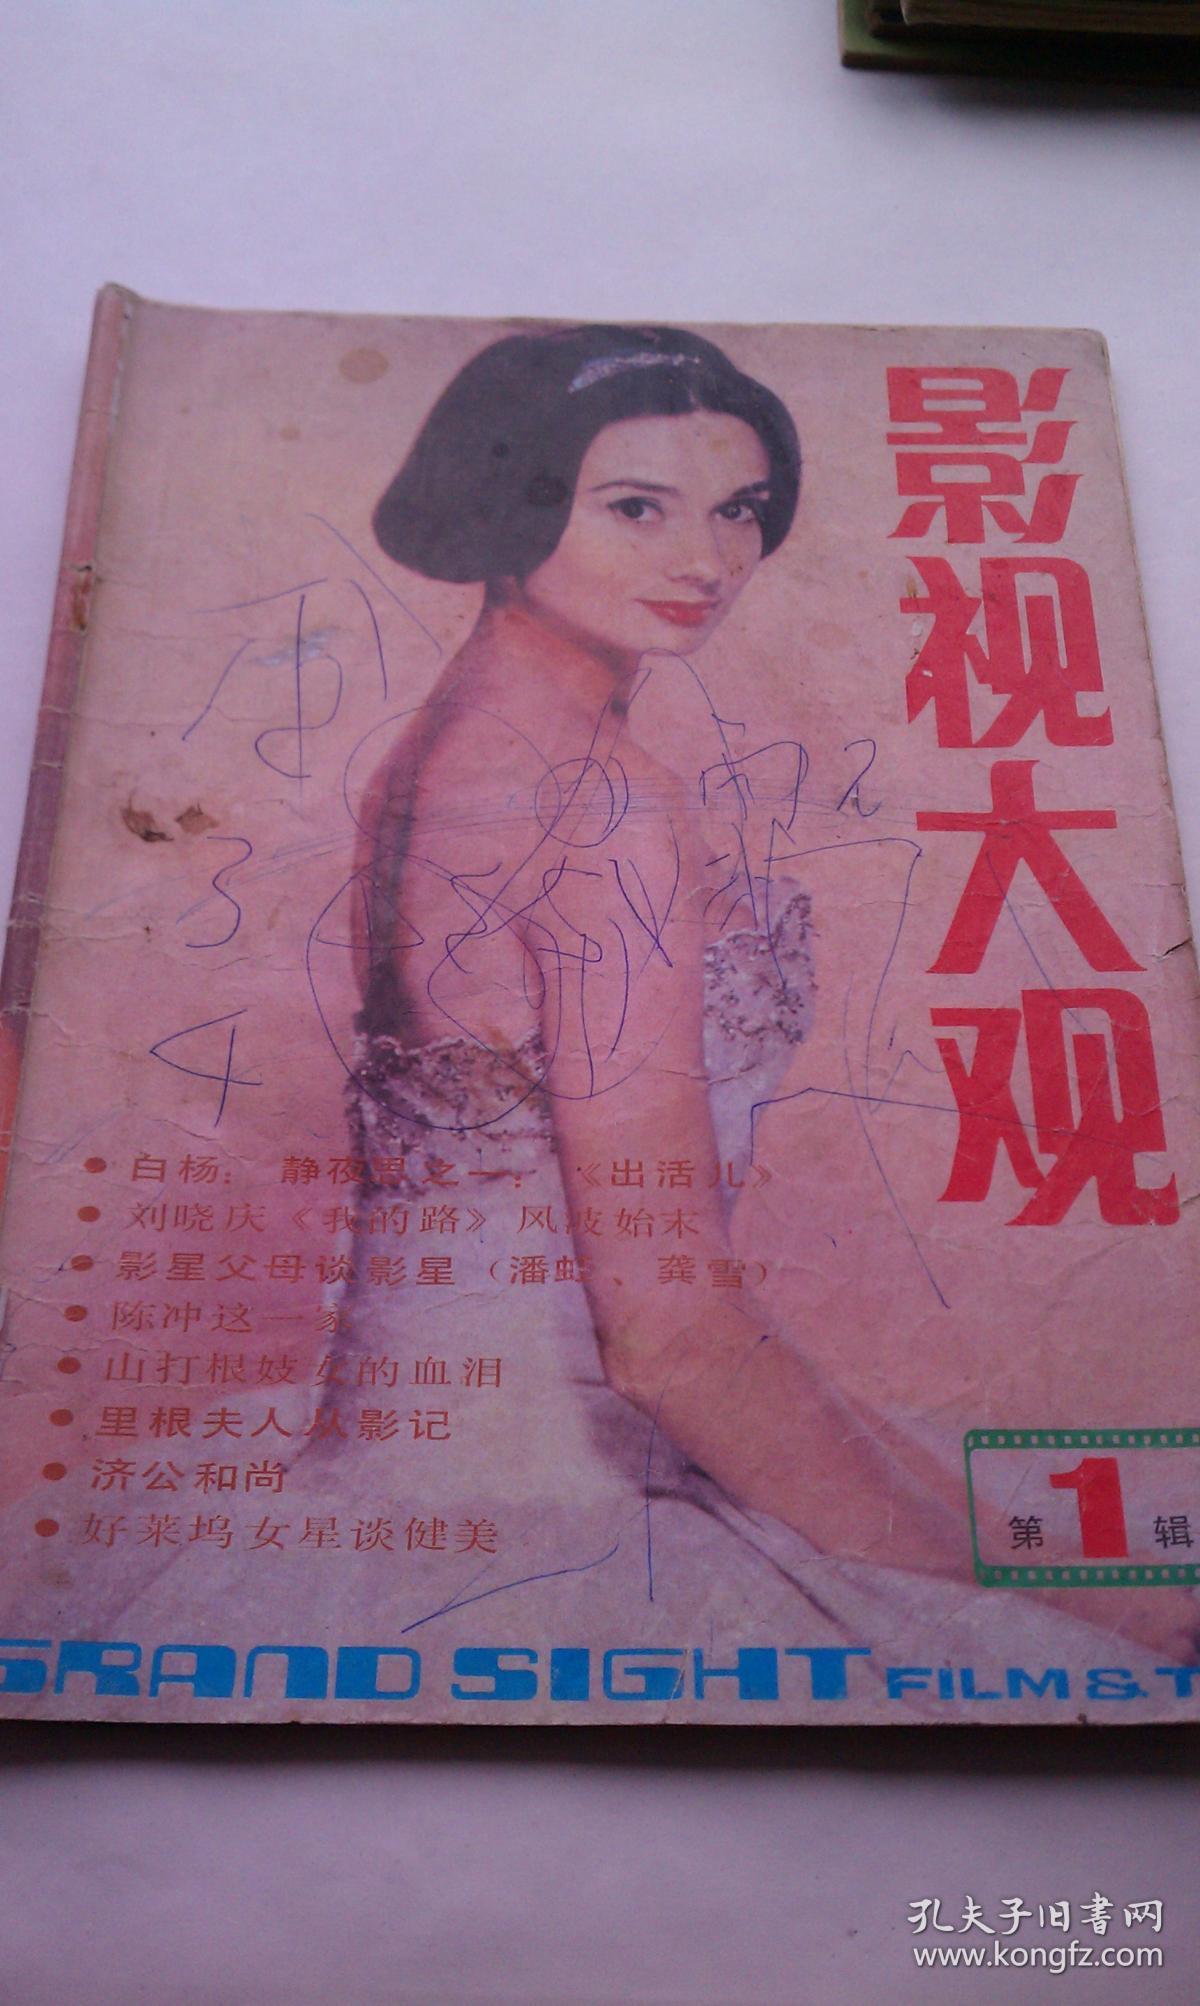 影视大观
• 白杨：静夜思之一：《出活儿》
• 刘晓庆《我的路》风波始末
• 影星父母谈影星（潘虹、龚雪）
• 陈冲这一家
• 山打根妓女的血泪
• 里根夫人从影记
• 济公和尚
• 好莱坞女星谈健美
第1辑
GRAND SIGHT FILM & T
3
4
孔夫子旧書网
www.kongfz.com